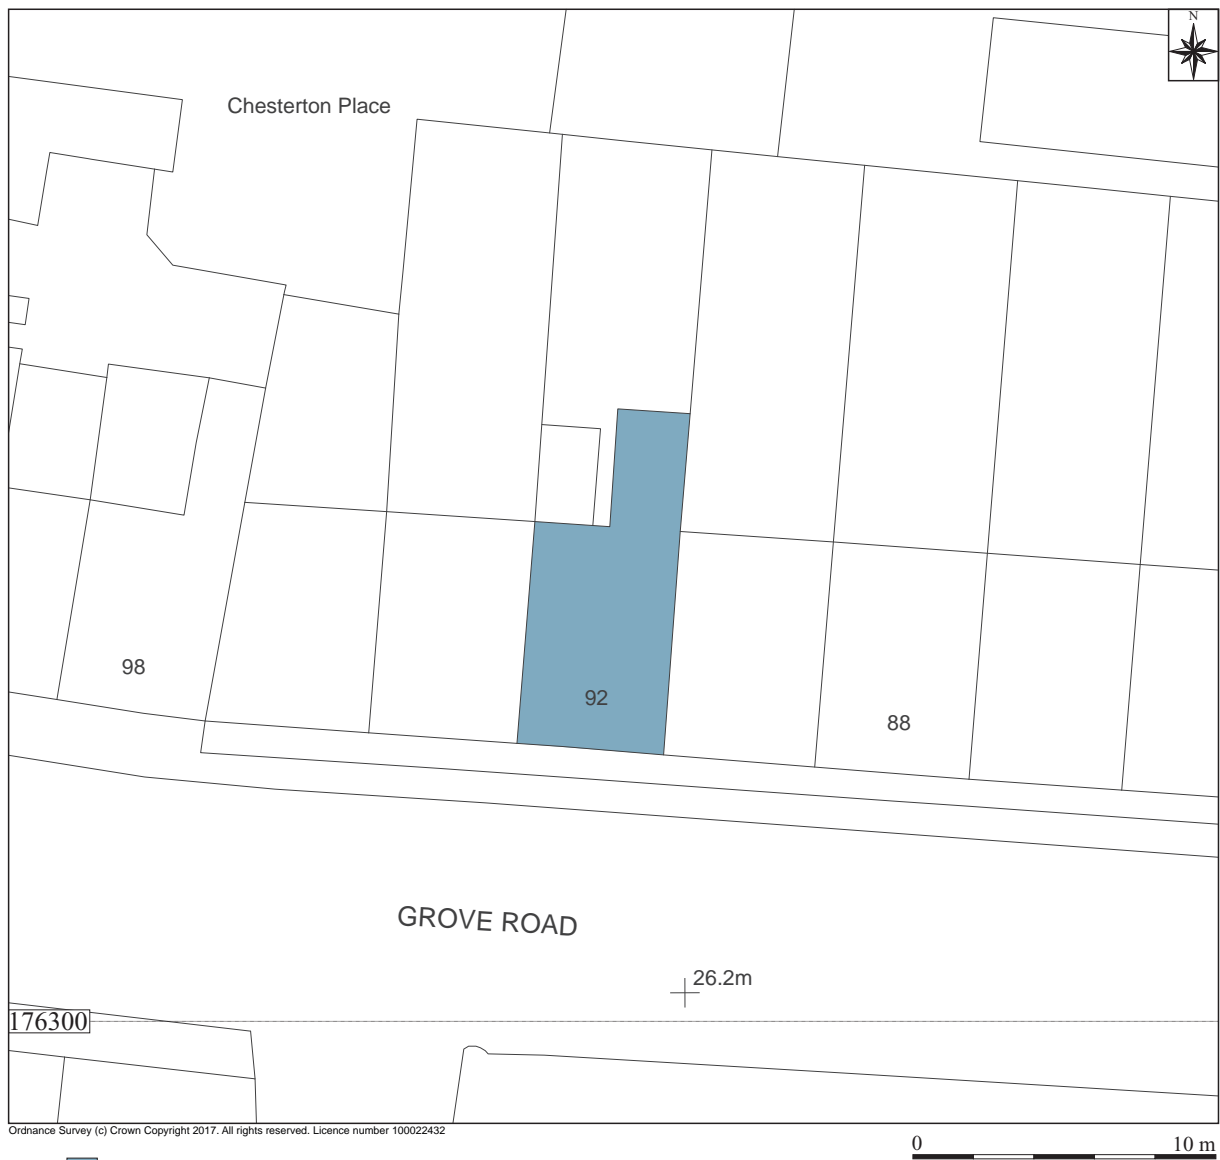 N
Chesterton Place
98
92
88
GROVE ROAD
26.2m
176300
Ordnance Survey (c) Crown Copyright 2017. All rights reserved. Licence number 100022432
0 10 m